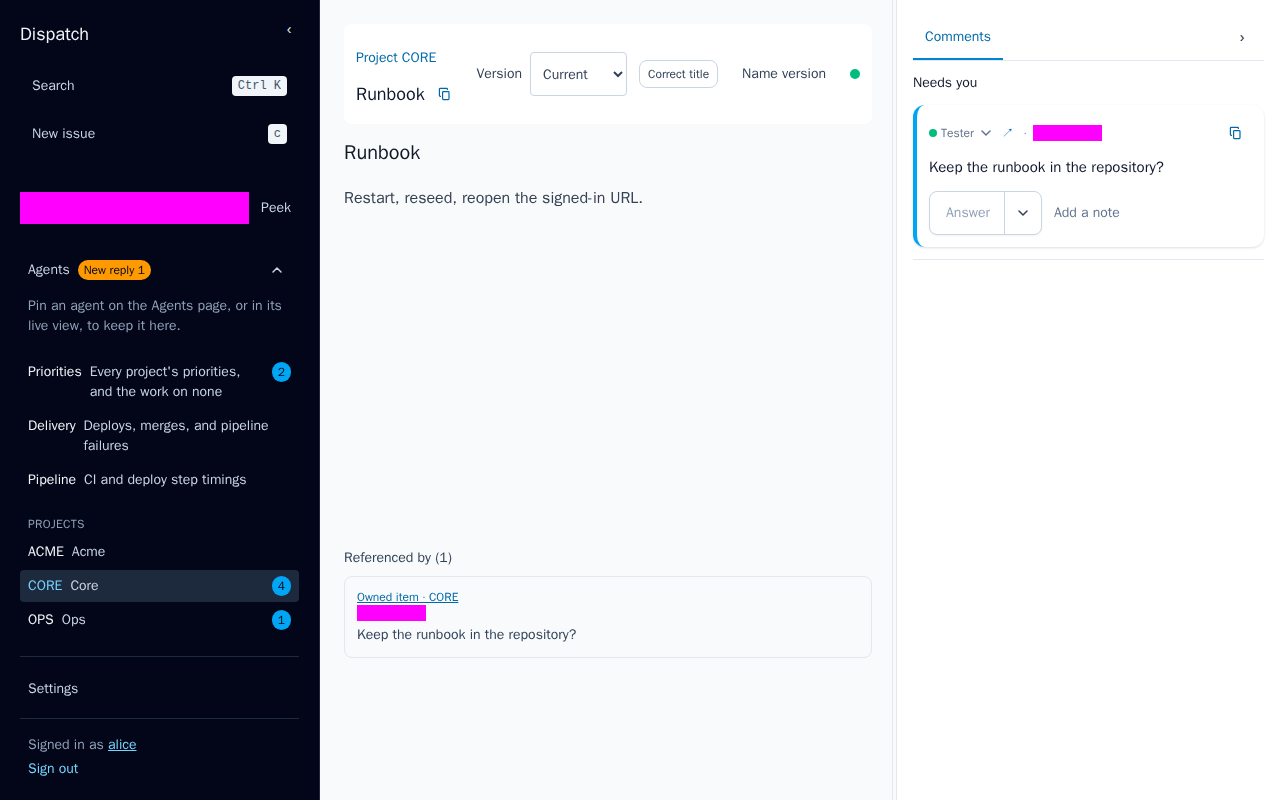 Dispatch
Search
Ctrl K
New issue
C
Peek
Agents
New reply 1
Pin an agent on the Agents page, or in its
live view, to keep it here.
Priorities
Every project's priorities,
and the work on none
2
Delivery
Deploys, merges, and pipeline
failures
Pipeline
CI and deploy step timings
PROJECTS
ACME Acme
CORE Core
4
OPS Ops
1
Settings
Signed in as alice
Sign out
Project CORE
Runbook
Version
Current
Correct title
Name version
Runbook
Restart, reseed, reopen the signed-in URL.
Referenced by (1)
Owned item · CORE
Keep the runbook in the repository?
Comments
Needs you
Tester
·
Keep the runbook in the repository?
Answer
Add a note